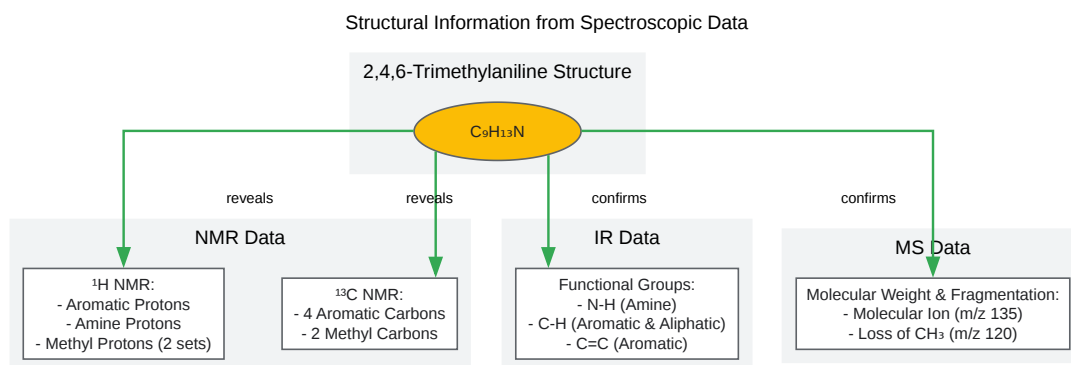 Structural Information from Spectroscopic Data
2,4,6-Trimethylaniline Structure
C₉H₁₃N
reveals
reveals
confirms
confirms
NMR Data
¹H NMR:
- Aromatic Protons
- Amine Protons
- Methyl Protons (2 sets)
¹³C NMR:
- 4 Aromatic Carbons
- 2 Methyl Carbons
IR Data
Functional Groups:
- N-H (Amine)
- C-H (Aromatic & Aliphatic)
- C=C (Aromatic)
MS Data
Molecular Weight & Fragmentation:
- Molecular Ion (m/z 135)
- Loss of CH₃ (m/z 120)